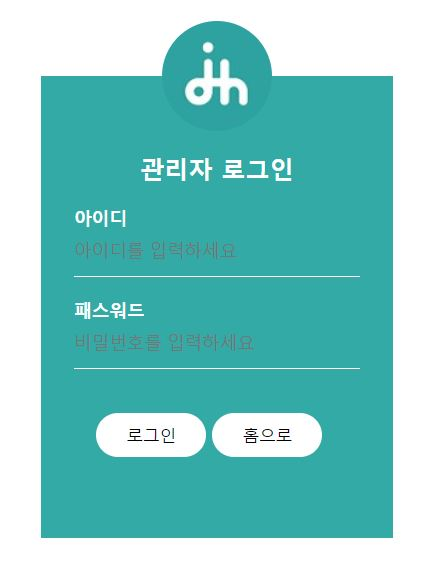 jh
관리자 로그인
아이디
아이디를 입력하세요
패스워드
비밀번호를 입력하세요
로그인 홈으로